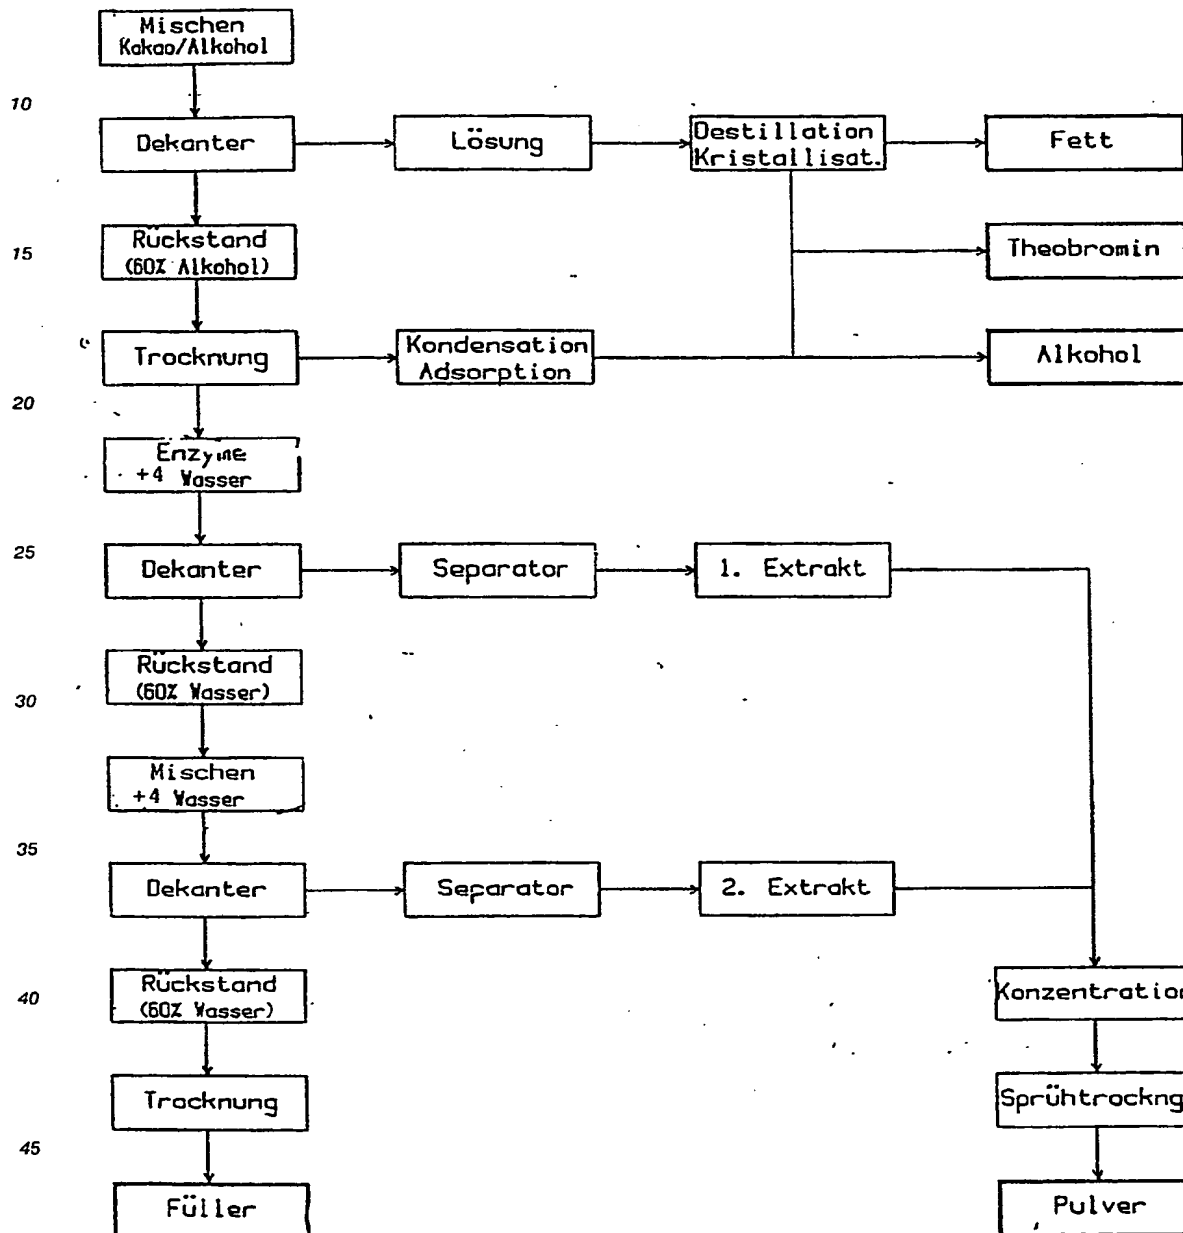 Mischen
Kakao/Alkohol
10
Dekanter
Lösung
Destillation
Kristallisat.
Fett
15
Rückstand
(60% Alkohol)
Theobromin
Trocknung
Kondensation
Adsorption
Alkohol
20
Enzyme
+4 Wasser
25
Dekanter
Separator
1. Extrakt
Rückstand
(60% Wasser)
30
Mischen
+4 Wasser
35
Dekanter
Separator
2. Extrakt
40
Rückstand
(60% Wasser)
Konzentration
Trocknung
Sprühtrockng
45
Füller
Pulver